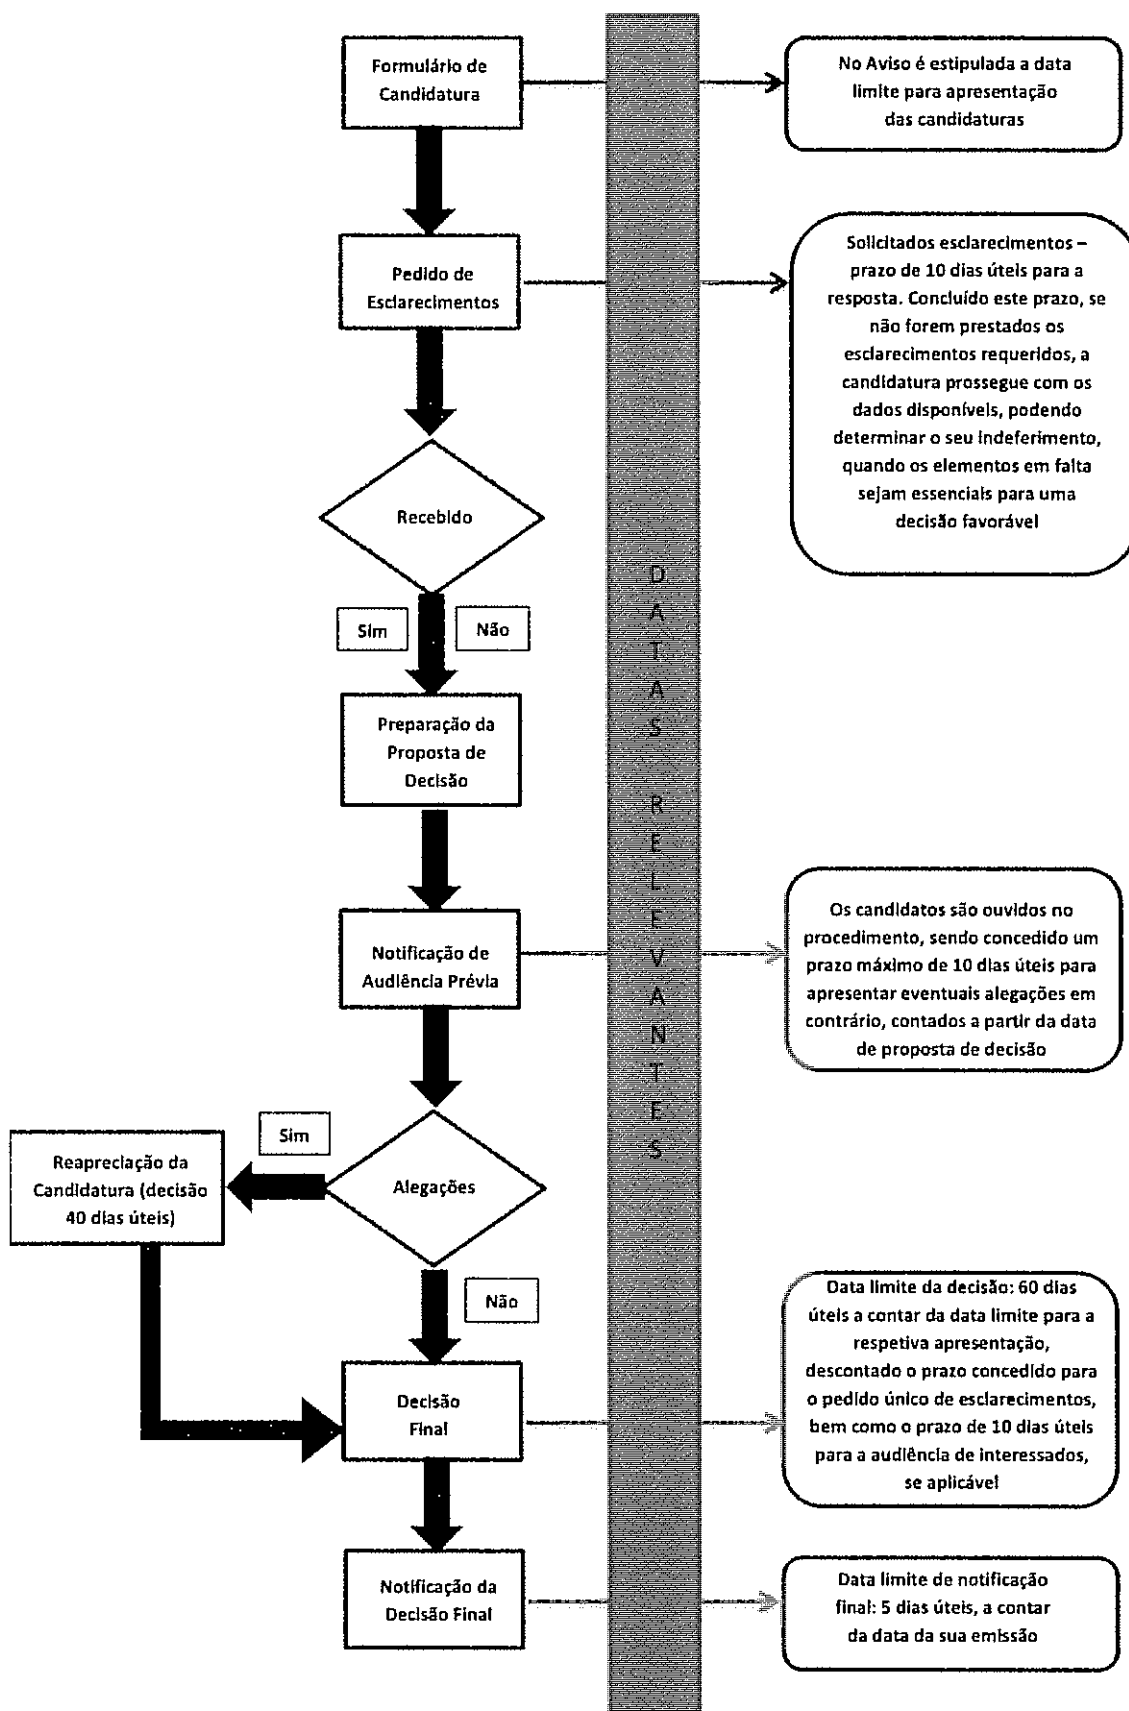 Formulário de
Candidatura
No Aviso é estipulada a data
limite para apresentação
das candidaturas
Pedido de
Esclarecimentos
Solicitados esclarecimentos –
prazo de 10 dias úteis para a
resposta. Concluído este prazo, se
não forem prestados os
esclarecimentos requeridos, a
candidatura prossegue com os
dados disponíveis, podendo
determinar o seu indeferimento,
quando os elementos em falta
sejam essenciais para uma
decisão favorável
Recebido
Sim
Não
Preparação da
Proposta de
Decisão
DATAS RELEVANTES
Notificação de
Audiência Prévia
Os candidatos são ouvidos no
procedimento, sendo concedido um
prazo máximo de 10 dias úteis para
apresentar eventuais alegações em
contrário, contados a partir da data
de proposta de decisão
Sim
Reapreciação da
Candidatura (decisão
40 dias úteis)
Alegações
Não
Decisão
Final
Data limite da decisão: 60 dias
úteis a contar da data limite para a
respetiva apresentação,
descontado o prazo concedido para
o pedido único de esclarecimentos,
bem como o prazo de 10 dias úteis
para a audiência de interessados,
se aplicável
Notificação da
Decisão Final
Data limite de notificação
final: 5 dias úteis, a contar
da data da sua emissão